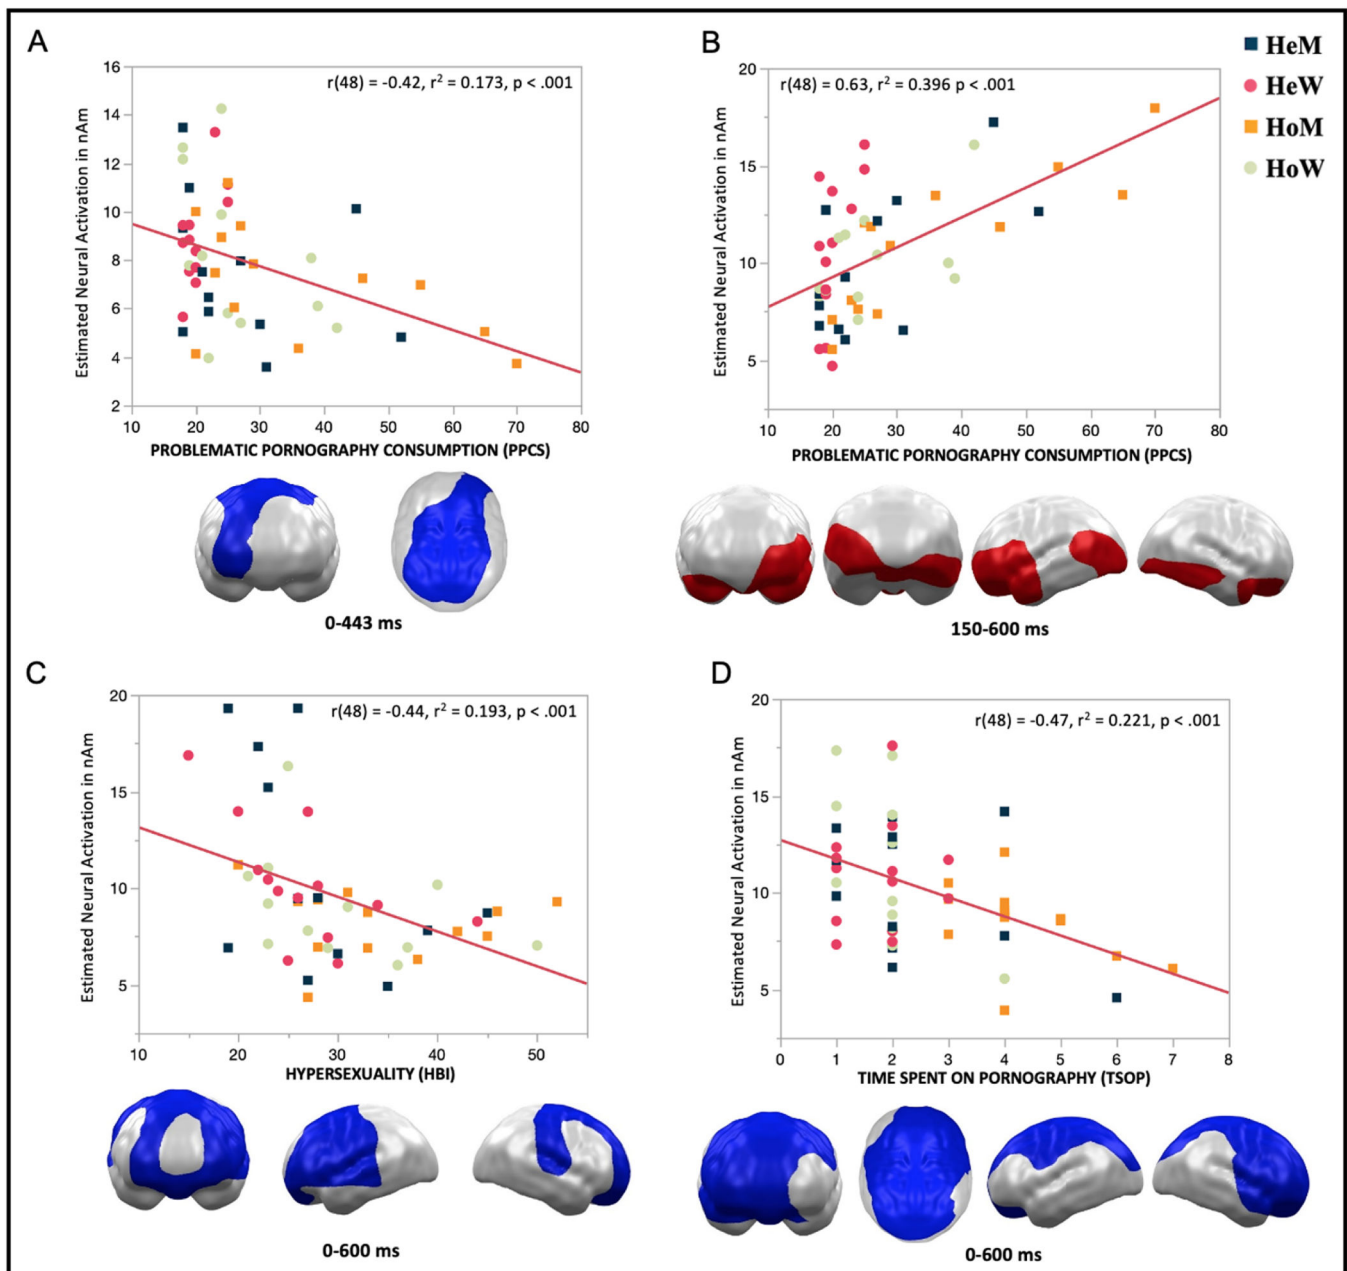 A
r(48) = -0.42, r² = 0.173, p < .001
Estimated Neural Activation in nAm
16
14
12
10
8
6
4
2
10 20 30 40 50 60 70 80
PROBLEMATIC PORNOGRAPHY CONSUMPTION (PPCS)
0-443 ms
B
r(48) = 0.63, r² = 0.396 p < .001
Estimated Neural Activation in nAm
20
15
10
5
10 20 30 40 50 60 70 80
PROBLEMATIC PORNOGRAPHY CONSUMPTION (PPCS)
150-600 ms
HeM
HeW
HoM
HoW
C
r(48) = -0.44, r² = 0.193, p < .001
Estimated Neural Activation in nAm
20
15
10
5
10 20 30 40 50
HYPERSEXUALITY (HBI)
0-600 ms
D
r(48) = -0.47, r² = 0.221, p < .001
Estimated Neural Activation in nAm
20
15
10
5
0 1 2 3 4 5 6 7 8
TIME SPENT ON PORNOGRAPHY (TSOP)
0-600 ms